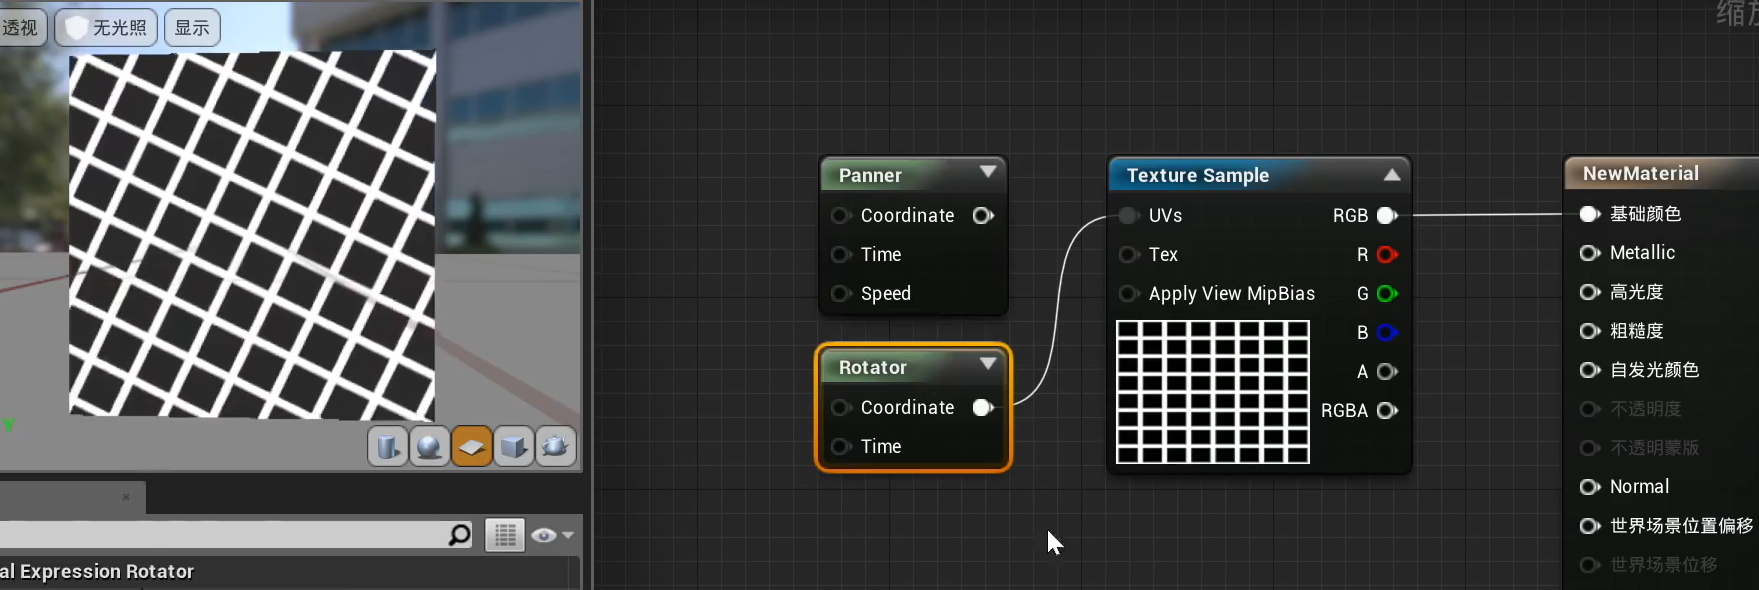 透视 无光照 显示
缩放
Panner
Coordinate
Time
Speed
Rotator
Coordinate
Time
Texture Sample
UVs RGB
Tex R
Apply View MipBias G
B
A
RGBA
NewMaterial
基础颜色
Metallic
高光度
粗糙度
自发光颜色
不透明度
不透明蒙版
Normal
世界场景位置偏移
世界场景位移
Y
al Expression Rotator